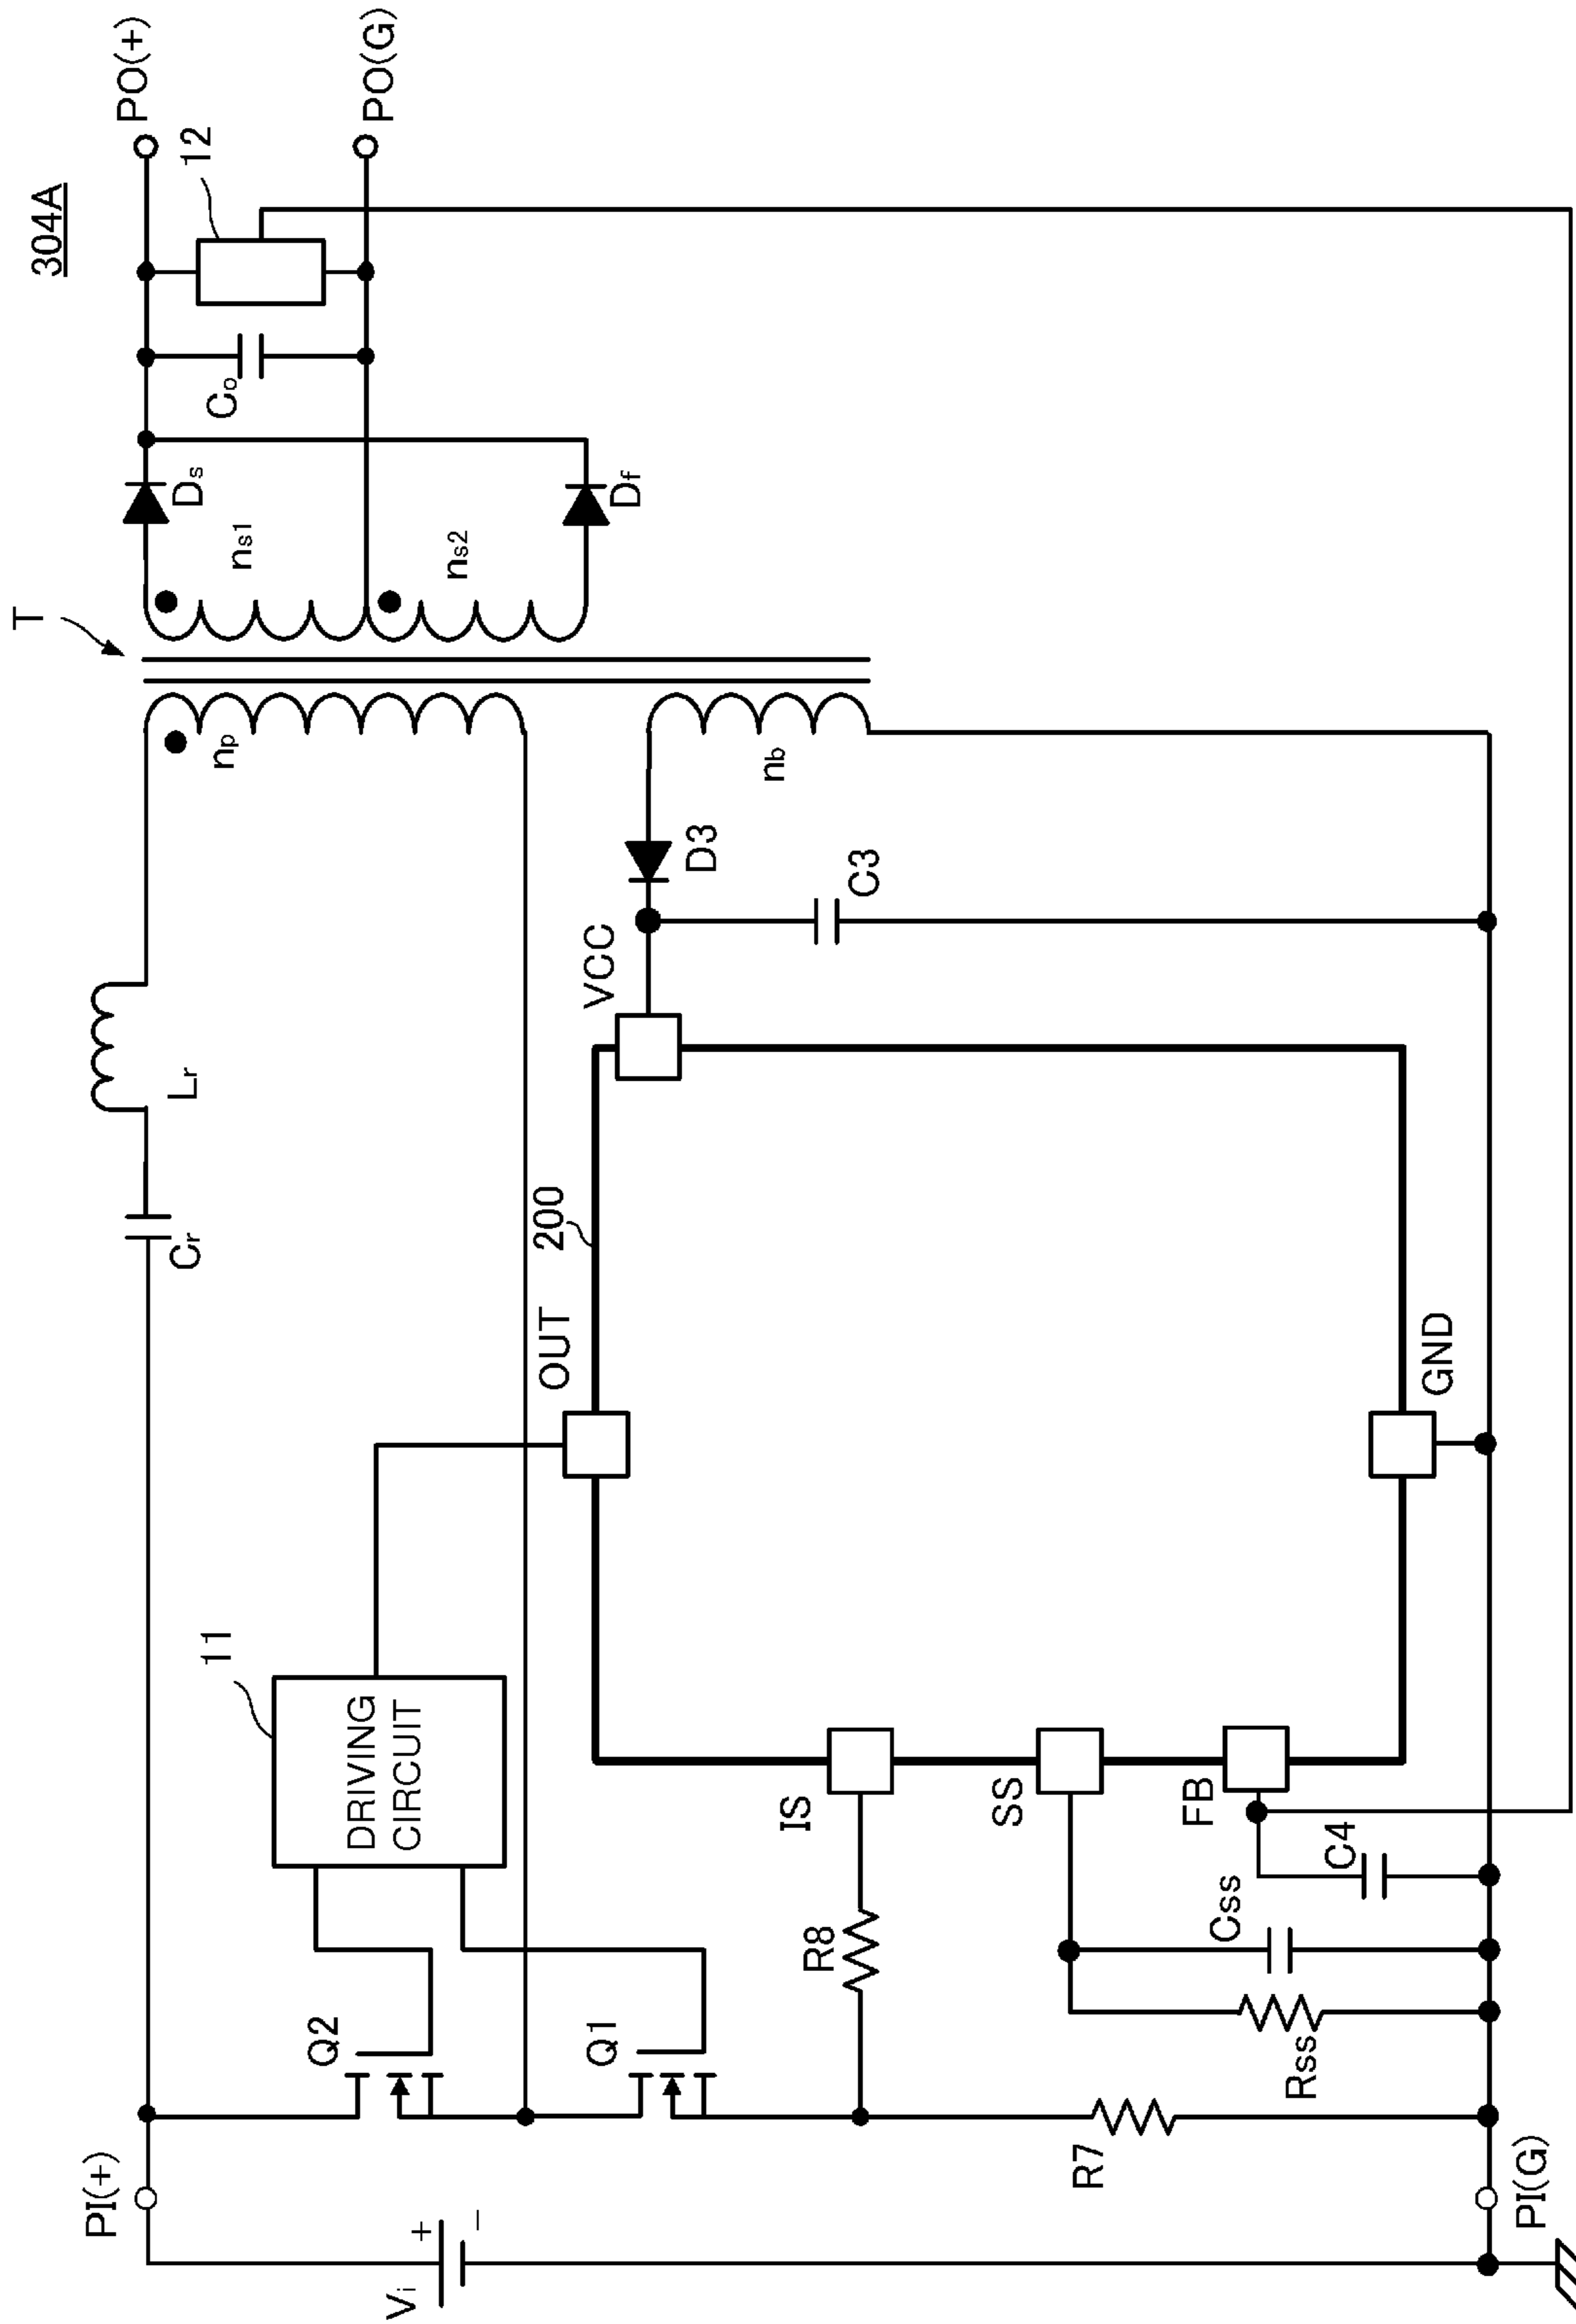 304A
PI(+)
Vi
+
−
Q2
Q1
11
DRIVING
CIRCUIT
Cr
Lr
T
np
ns1
ns2
Ds
Df
Co
12
PO(+)
PO(G)
OUT
200
VCC
D3
nb
C3
IS
R8
SS
FB
C4
Css
Rss
R7
GND
PI(G)